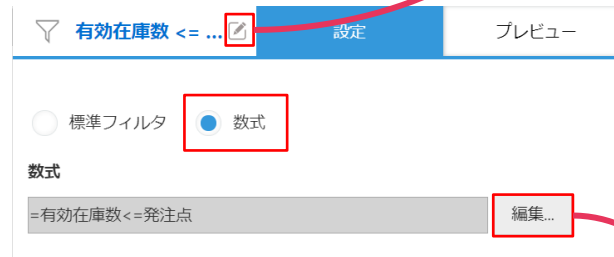 有効在庫数 <= ... 設定 プレビュー
標準フィルタ 数式
数式
=有効在庫数<=発注点 編集...